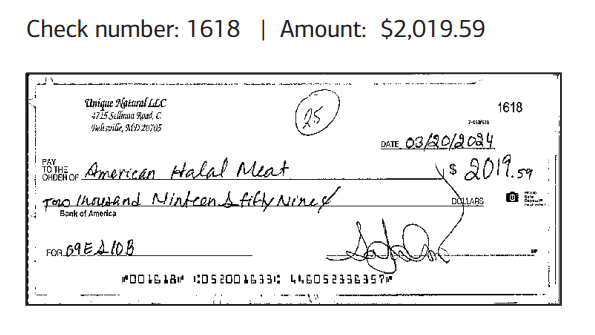 Check number: 1618 | Amount: $2,019.59
Unique Natural LLC
4715 Sellman Road, C
Beltsville, MD 20705
25
1618
DATE 03/20/2024
PAY TO THE ORDER OF American Halal Meat $ 2019.59
Two Thousand Ninteen & fifty Nine ¢ DOLLARS
Bank of America
FOR 09E210B
⑈001618⑈ ⑆052001633⑆ 446052336357⑈